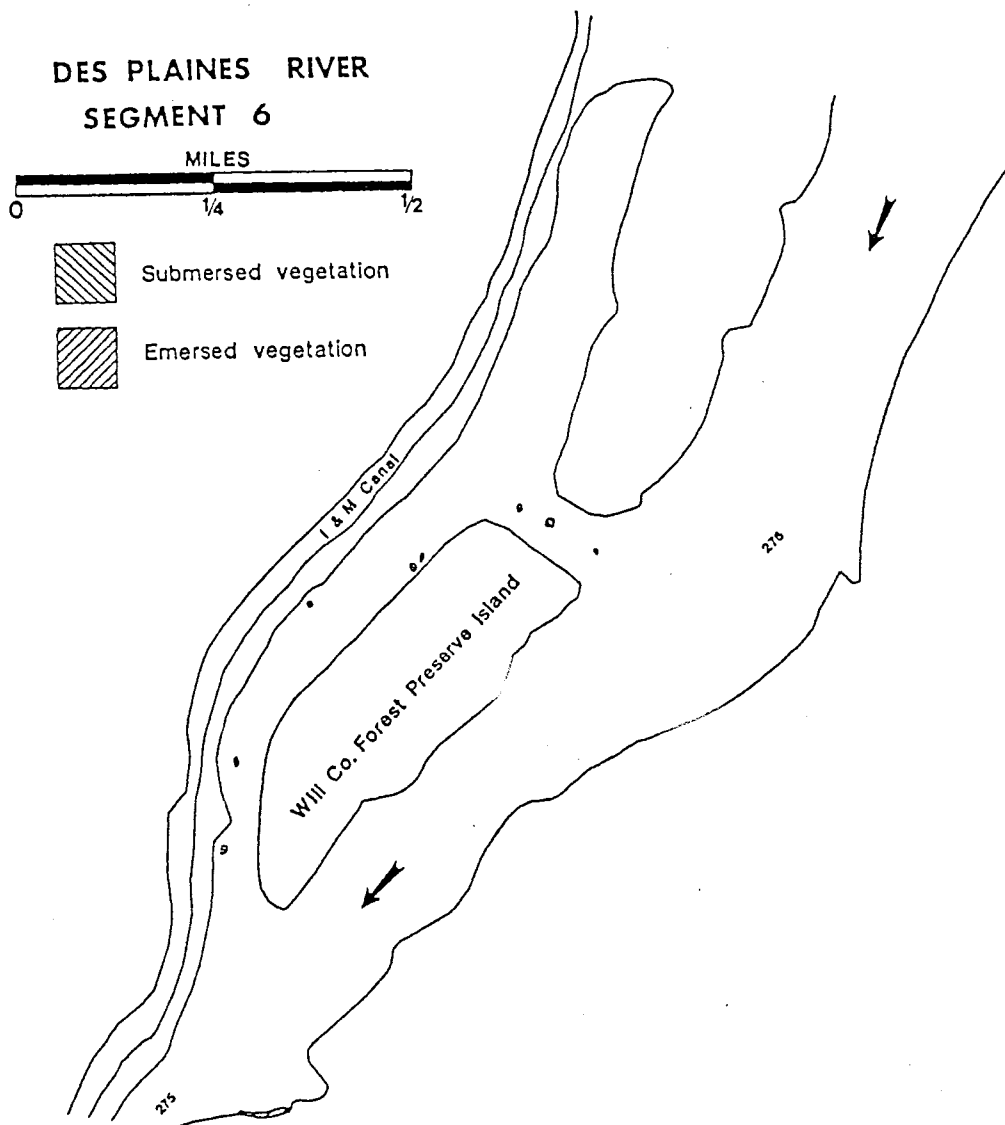 DES PLAINES RIVER
SEGMENT 6
MILES
0 1/4 1/2
Submersed vegetation
Emersed vegetation
I & M Canal
276
Will Co. Forest Preserve Island
275